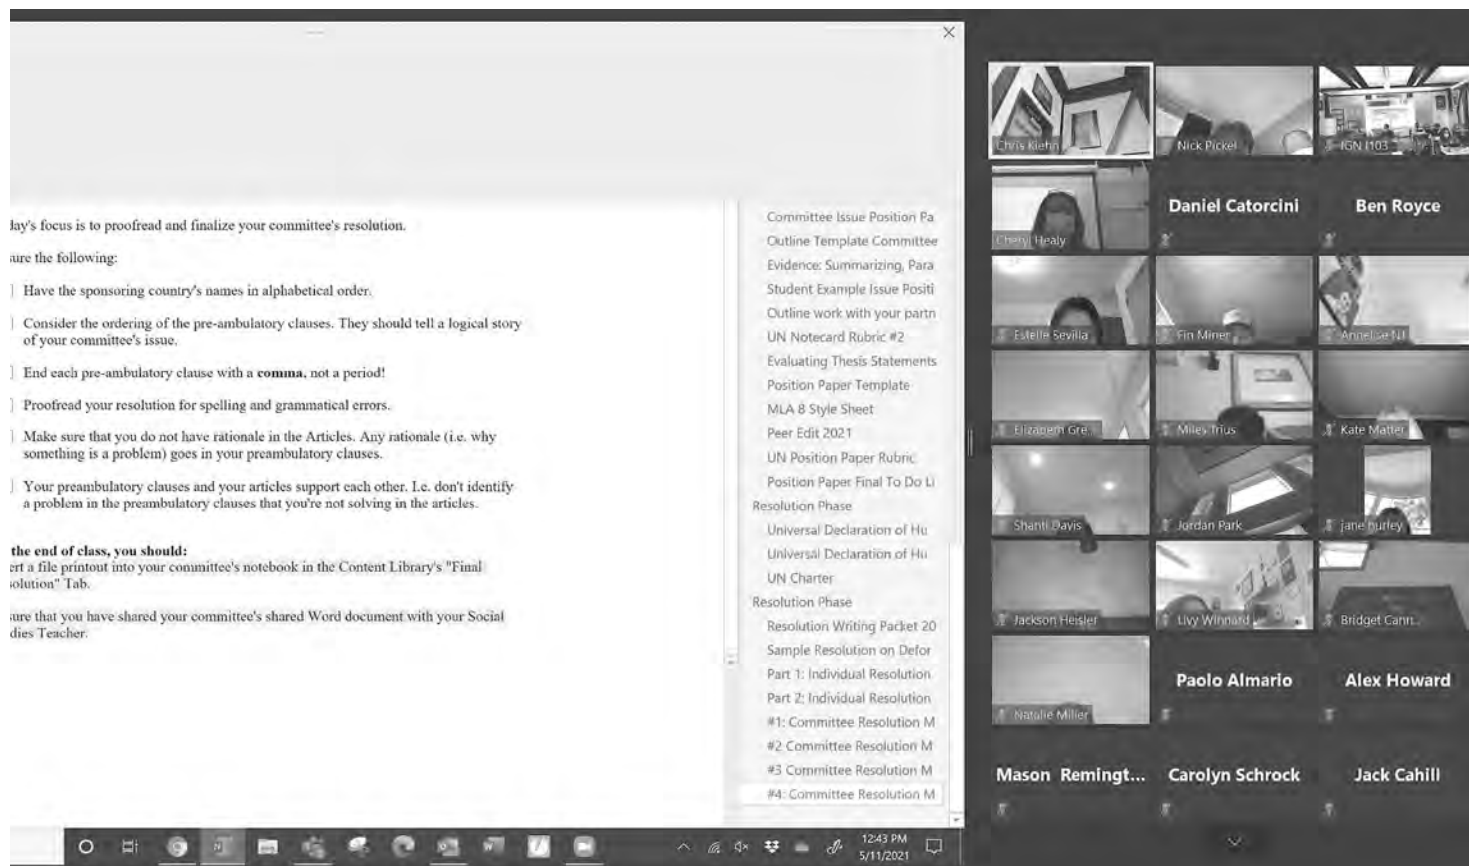 lay's focus is to proofread and finalize your committee's resolution.
sure the following:
Have the sponsoring country's names in alphabetical order.
Consider the ordering of the pre-ambulatory clauses. They should tell a logical story
of your committee's issue.
End each pre-ambulatory clause with a comma, not a period!
Proofread your resolution for spelling and grammatical errors.
Make sure that you do not have rationale in the Articles. Any rationale (i.e. why
something is a problem) goes in your preambulatory clauses.
Your preambulatory clauses and your articles support each other. I.e. don't identify
a problem in the preambulatory clauses that you're not solving in the articles.
the end of class, you should:
ert a file printout into your committee's notebook in the Content Library's "Final
solution" Tab.
sure that you have shared your committee's shared Word document with your Social
dies Teacher.
Committee Issue Position Pa
Outline Template Committee
Evidence: Summarizing, Para
Student Example Issue Positi
Outline work with your partn
UN Notecard Rubric #2
Evaluating Thesis Statements
Position Paper Template
MLA 8 Style Sheet
Peer Edit 2021
UN Position Paper Rubric
Position Paper Final To Do Li
Resolution Phase
Universal Declaration of Hu
Universal Declaration of Hu
UN Charter
Resolution Phase
Resolution Writing Packet 20
Sample Resolution on Defor
Part 1: Individual Resolution
Part 2: Individual Resolution
#1: Committee Resolution M
#2 Committee Resolution M
#3 Committee Resolution M
#4: Committee Resolution M
Chris Kiehn
Nick Pickel
IGN I103
Cheryl Healy
Daniel Catorcini
Ben Royce
Estelle Sevilla
Fin Miner
Annelise NJ
Elizabeth Gre...
Miles Trius
Kate Matter
Shanti Davis
Jordan Park
jane hurley
Jackson Heisler
Livy Winnard
Bridget Cann...
Natalie Miller
Paolo Almario
Alex Howard
Mason Remingt...
Carolyn Schrock
Jack Cahill
12:43 PM
5/11/2021